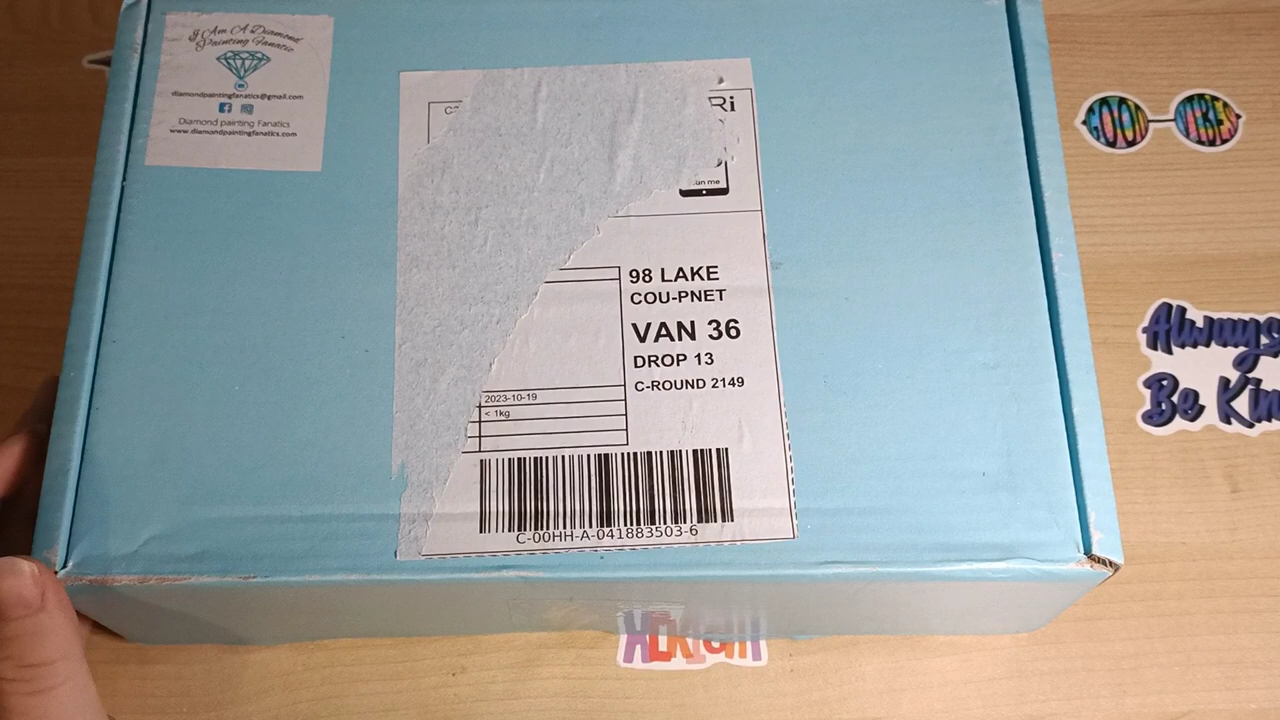 I Am A Diamond
Painting Fanatic
diamondpaintingfanatics@gmail.com
Diamond painting Fanatics
www.diamondpaintingfanatics.com
Ri
an me
98 LAKE
COU-PNET
VAN 36
DROP 13
C-ROUND 2149
2023-10-19
< 1kg
C-00HH-A-041883503-6
GOOD VIBES
Always
Be Kin